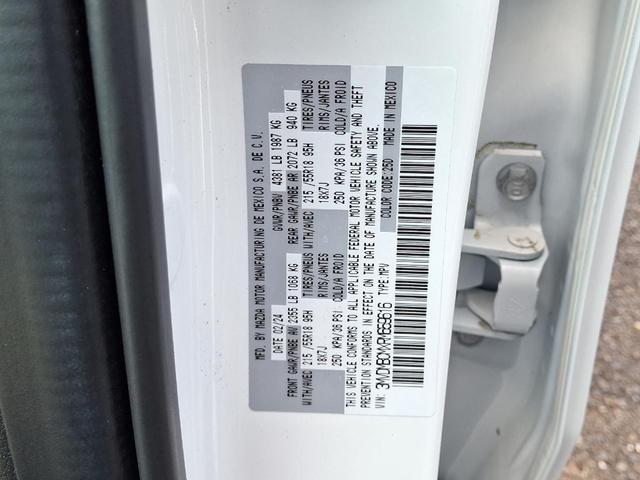 MFD. BY MAZDA MOTOR MANUFACTURING DE MEXICO S.A. DE C.V.
DATE 02/24 GVWR/PNBV 4381 LB 1987 KG
FRONT GAWR/PNBE AV 2355 LB 1068 KG REAR GAWR/PNBE AR 2072 LB 940 KG
WITH/AVEC 215 /55R18 95H TIRES/PNEUS WITH/AVEC 215 /55R18 95H TIRES/PNEUS
18X7J RIMS/JANTES 18X7J RIMS/JANTES
250 KPA/36 PSI COLD/A FROID 250 KPA/36 PSI COLD/A FROID
THIS VEHICLE CONFORMS TO ALL APPLICABLE FEDERAL MOTOR VEHICLE SAFETY AND THEFT
PREVENTION STANDARDS IN EFFECT ON THE DATE OF MANUFACTURE SHOWN ABOVE.
VIN: TYPE:MPV COLOR CODE:25D MADE IN MEXICO